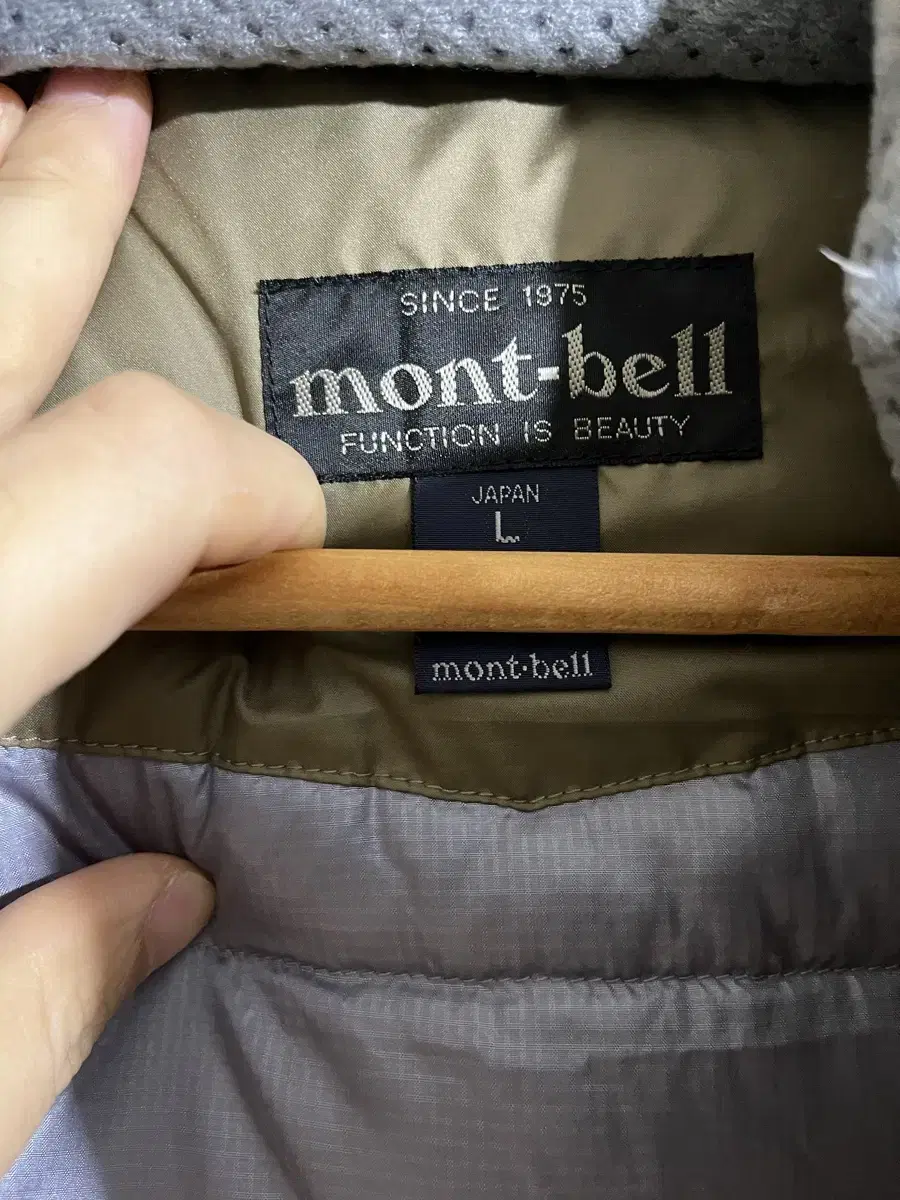 SINCE 1975
mont-bell
FUNCTION IS BEAUTY
JAPAN
L
mont·bell